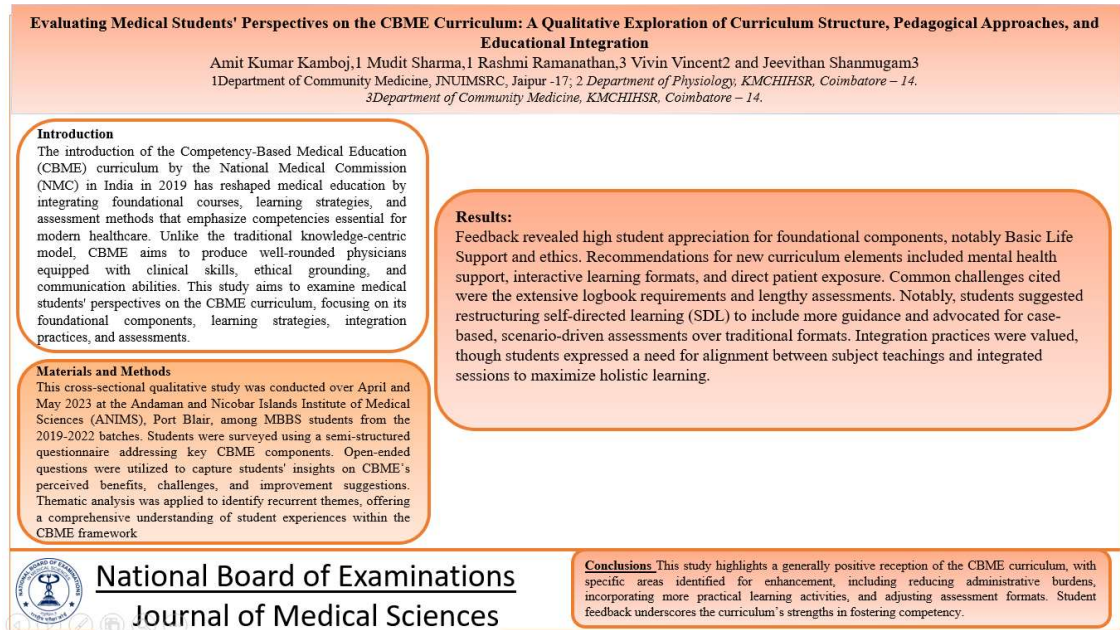 Evaluating Medical Students' Perspectives on the CBME Curriculum: A Qualitative Exploration of Curriculum Structure, Pedagogical Approaches, and
Educational Integration
Amit Kumar Kamboj,1 Mudit Sharma,1 Rashmi Ramanathan,3 Vivin Vincent2 and Jeevithan Shanmugam3
1Department of Community Medicine, JNUIMSRC, Jaipur -17; 2 Department of Physiology, KMCHIHSR, Coimbatore – 14.
3Department of Community Medicine, KMCHIHSR, Coimbatore – 14.
Introduction
The introduction of the Competency-Based Medical Education
(CBME) curriculum by the National Medical Commission
(NMC) in India in 2019 has reshaped medical education by
integrating foundational courses, learning strategies, and
assessment methods that emphasize competencies essential for
modern healthcare. Unlike the traditional knowledge-centric
model, CBME aims to produce well-rounded physicians
equipped with clinical skills, ethical grounding, and
communication abilities. This study aims to examine medical
students' perspectives on the CBME curriculum, focusing on its
foundational components, learning strategies, integration
practices, and assessments.
Materials and Methods
This cross-sectional qualitative study was conducted over April and
May 2023 at the Andaman and Nicobar Islands Institute of Medical
Sciences (ANIMS), Port Blair, among MBBS students from the
2019-2022 batches. Students were surveyed using a semi-structured
questionnaire addressing key CBME components. Open-ended
questions were utilized to capture students' insights on CBME's
perceived benefits, challenges, and improvement suggestions.
Thematic analysis was applied to identify recurrent themes, offering
a comprehensive understanding of student experiences within the
CBME framework
Results:
Feedback revealed high student appreciation for foundational components, notably Basic Life
Support and ethics. Recommendations for new curriculum elements included mental health
support, interactive learning formats, and direct patient exposure. Common challenges cited
were the extensive logbook requirements and lengthy assessments. Notably, students suggested
restructuring self-directed learning (SDL) to include more guidance and advocated for case-
based, scenario-driven assessments over traditional formats. Integration practices were valued,
though students expressed a need for alignment between subject teachings and integrated
sessions to maximize holistic learning.
National Board of Examinations
Journal of Medical Sciences
Conclusions This study highlights a generally positive reception of the CBME curriculum, with
specific areas identified for enhancement, including reducing administrative burdens,
incorporating more practical learning activities, and adjusting assessment formats. Student
feedback underscores the curriculum's strengths in fostering competency.